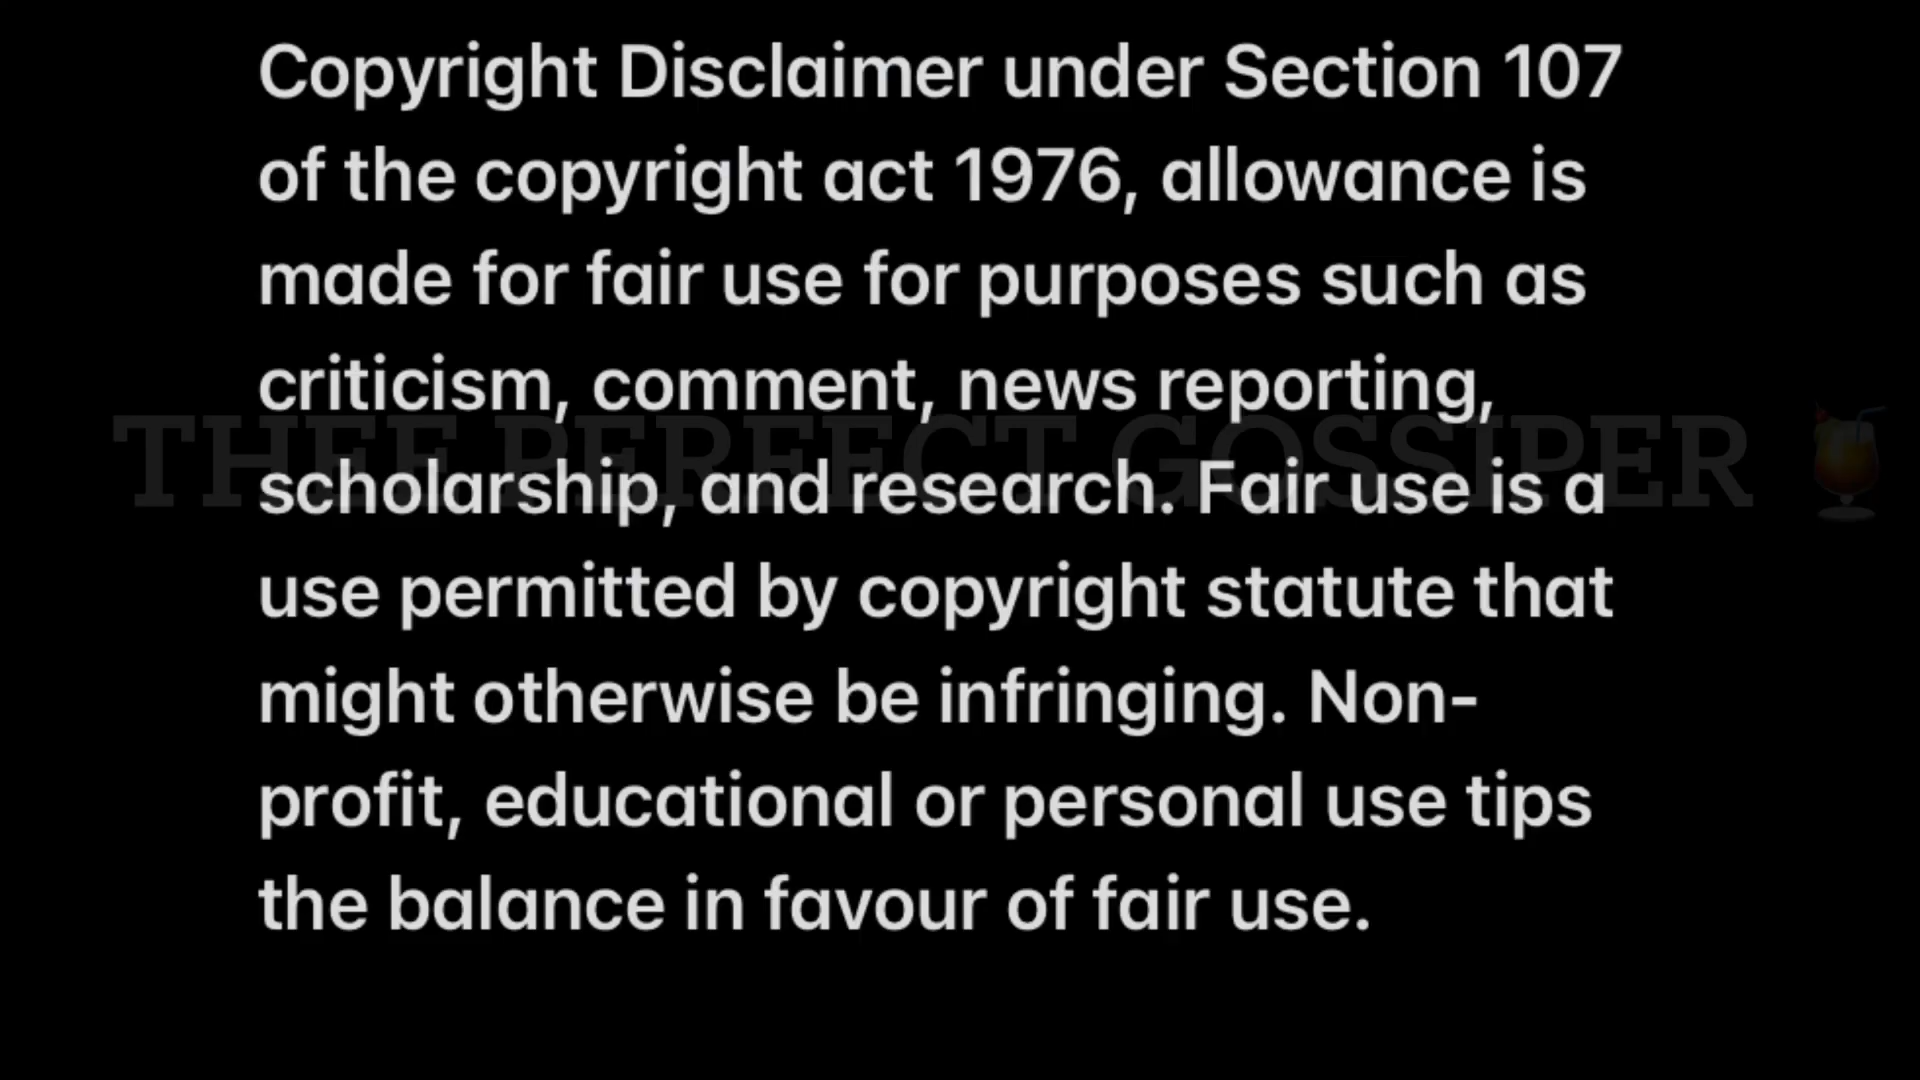 Copyright Disclaimer under Section 107
of the copyright act 1976, allowance is
made for fair use for purposes such as
criticism, comment, news reporting,
THEE PERFECT GOSSIPER
scholarship, and research. Fair use is a
use permitted by copyright statute that
might otherwise be infringing. Non-
profit, educational or personal use tips
the balance in favour of fair use.